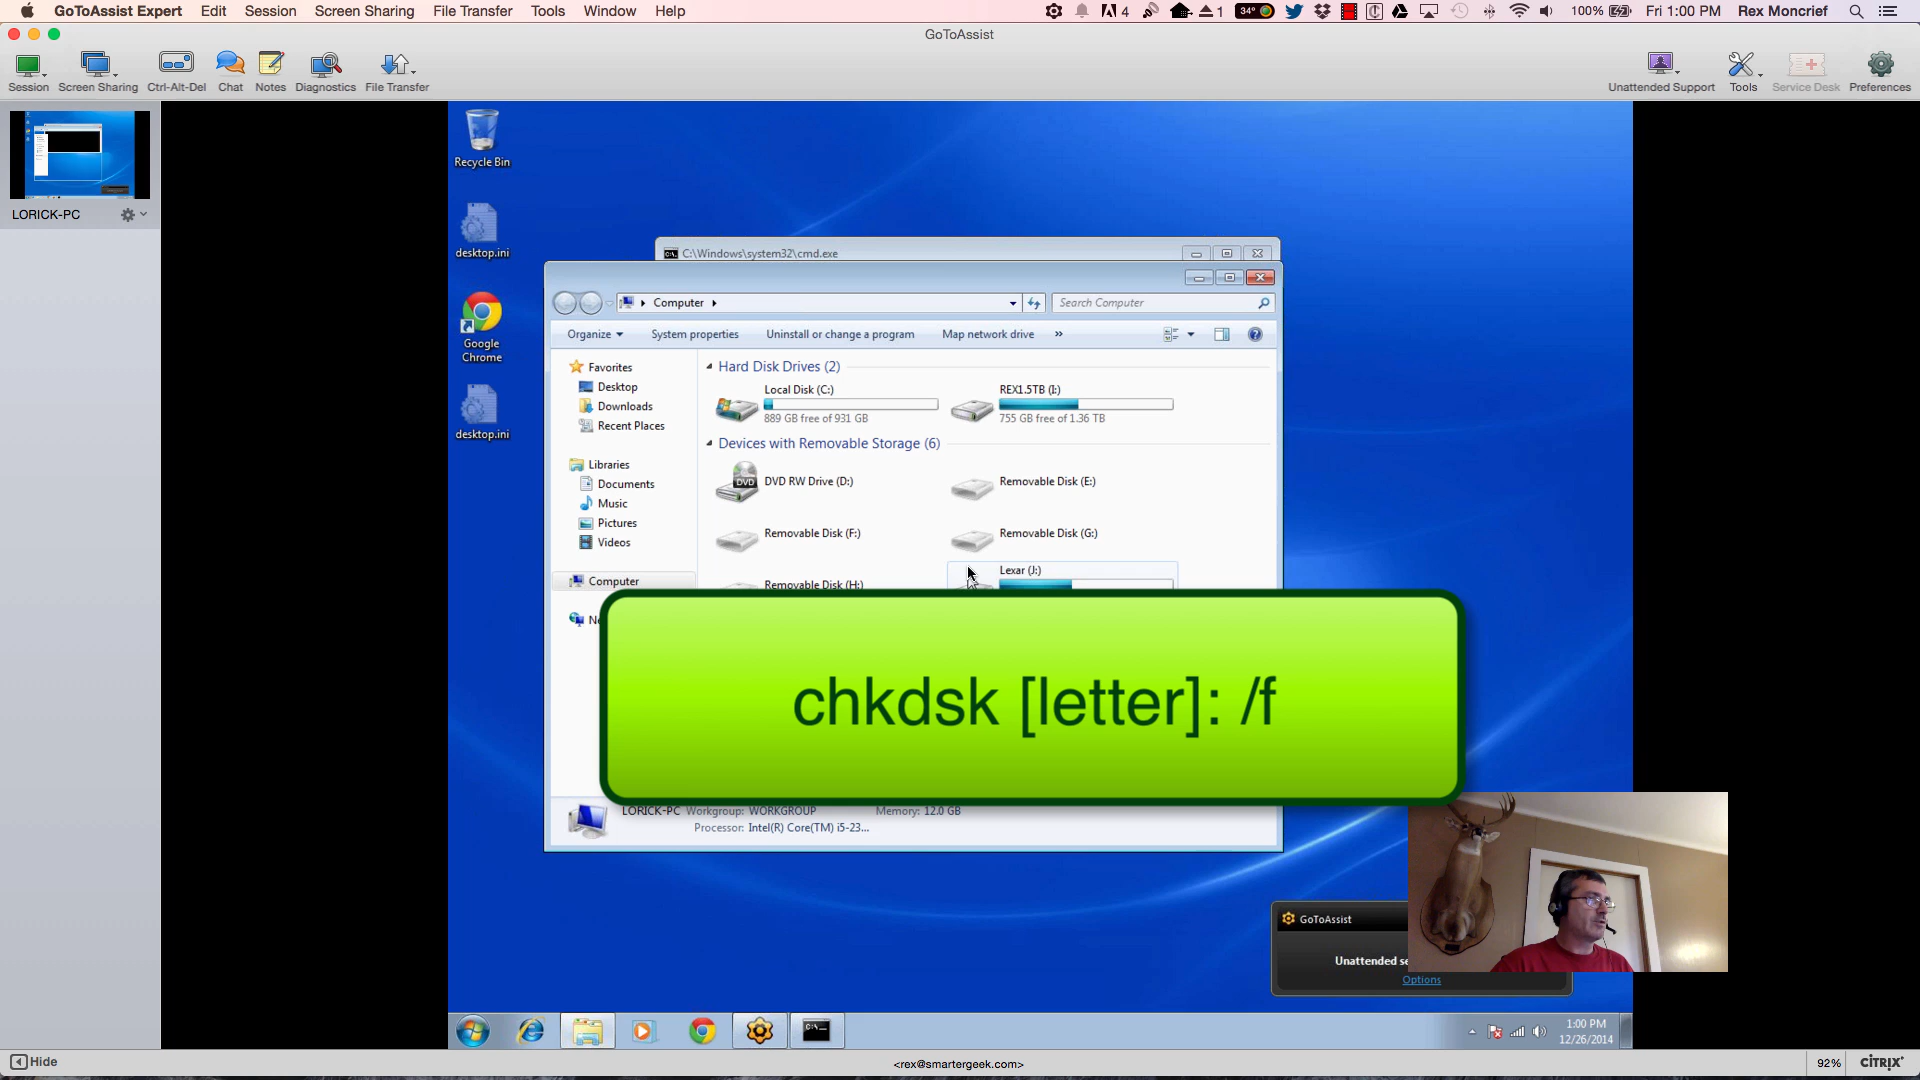 GoToAssist Expert Edit Session Screen Sharing File Transfer Tools Window Help 4 1 34° 100% Fri 1:00 PM Rex Moncrief
GoToAssist
Session Screen Sharing Ctrl-Alt-Del Chat Notes Diagnostics File Transfer Unattended Support Tools Service Desk Preferences
LORICK-PC
Recycle Bin
desktop.ini
Google
Chrome
desktop.ini
C:\Windows\system32\cmd.exe
Computer Search Computer
Organize System properties Uninstall or change a program Map network drive »
Favorites
Desktop
Downloads
Recent Places
Libraries
Documents
Music
Pictures
Videos
Computer
Hard Disk Drives (2)
Local Disk (C:)
889 GB free of 931 GB
REX1.5TB (I:)
755 GB free of 1.36 TB
Devices with Removable Storage (6)
DVD
DVD RW Drive (D:)
Removable Disk (E:)
Removable Disk (F:)
Removable Disk (G:)
Removable Disk (H:)
Lexar (J:)
chkdsk [letter]: /f
LORICK-PC Workgroup: WORKGROUP Memory: 12.0 GB
Processor: Intel(R) Core(TM) i5-23...
GoToAssist
Unattended
Options
1:00 PM
12/26/2014
Hide
<rex@smartergeek.com>
92%
CITRIX